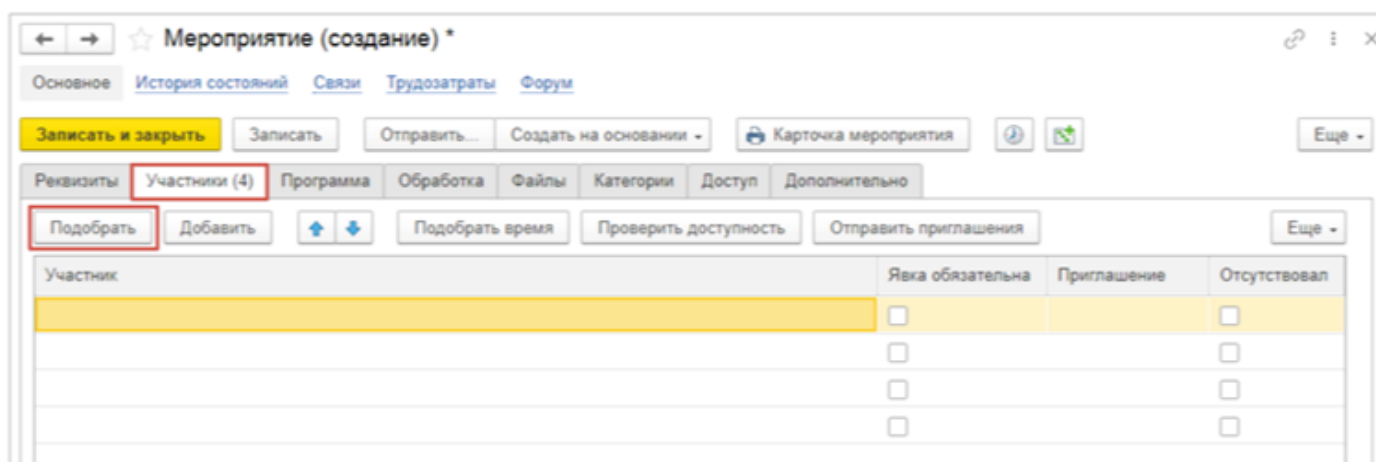 Мероприятие (создание) *
Основное История состояний Связи Трудозатраты Форум
Записать и закрыть Записать Отправить... Создать на основании Карточка мероприятия Еще
Реквизиты Участники (4) Программа Обработка Файлы Категории Доступ Дополнительно
Подобрать Добавить Подобрать время Проверить доступность Отправить приглашения Еще
Участник Явка обязательна Приглашение Отсутствовал